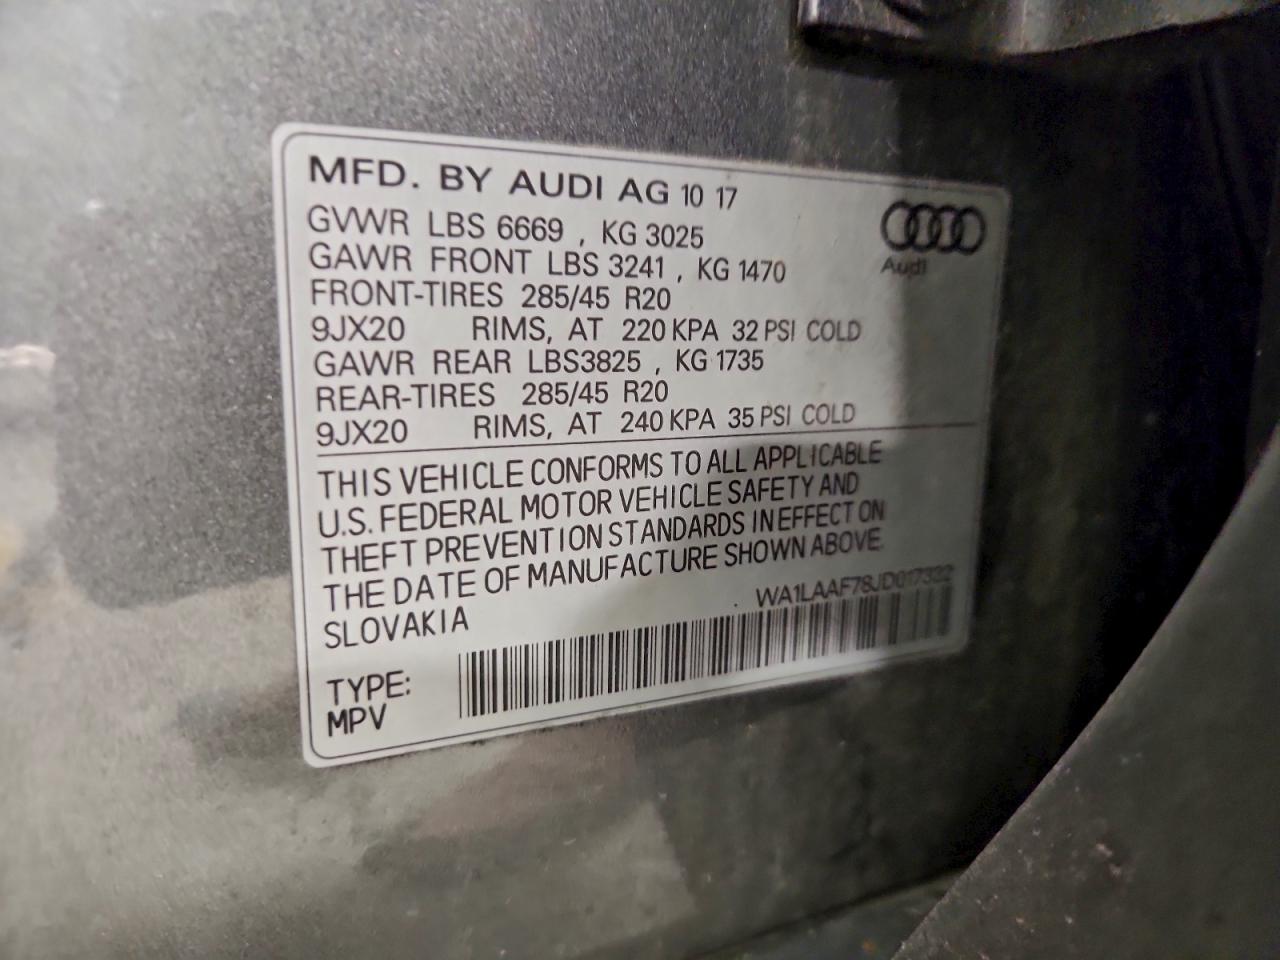 MFD. BY AUDI AG 10 17
GVWR LBS 6669 , KG 3025
GAWR FRONT LBS 3241 , KG 1470
FRONT-TIRES 285/45 R20
9JX20 RIMS, AT 220 KPA 32 PSI COLD
GAWR REAR LBS3825 , KG 1735
REAR-TIRES 285/45 R20
9JX20 RIMS, AT 240 KPA 35 PSI COLD
Audi
THIS VEHICLE CONFORMS TO ALL APPLICABLE
U.S. FEDERAL MOTOR VEHICLE SAFETY AND
THEFT PREVENTION STANDARDS IN EFFECT ON
THE DATE OF MANUFACTURE SHOWN ABOVE.
SLOVAKIA
WA1LAAF78JD017332
TYPE:
MPV